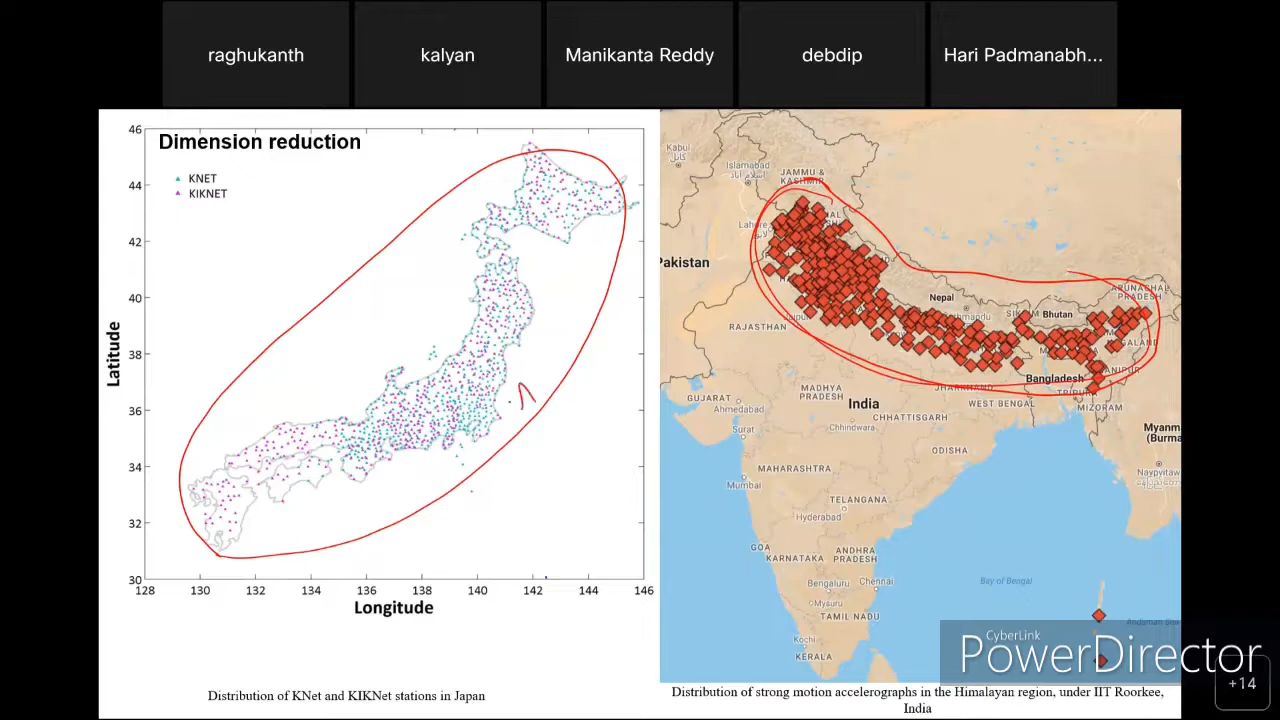 raghukanth
kalyan
Manikanta Reddy
debdip
Hari Padmanabh...
Dimension reduction
KNET
KIKNET
46
44
42
40
38
36
34
32
30
128
130
132
134
136
138
140
142
144
146
Latitude
Longitude
Distribution of KNet and KIKNet stations in Japan
Kabul
Islamabad
JAMMU &
KASHMIR
Lahore
Pakistan
Nepal
Bhutan
ARUNACHAL
PRADESH
Jaipur
RAJASTHAN
Bangladesh
JHARKHAND
MANIPUR
TRIPURA
MIZORAM
GUJARAT
Ahmedabad
MADHYA
PRADESH
India
WEST BENGAL
CHHATTISGARH
Chhindwara
Surat
Myanm
(Burma
ODISHA
MAHARASHTRA
Mumbai
Naypyitaw
TELANGANA
Hyderabad
GOA
KARNATAKA
ANDHRA
PRADESH
Bengaluru
Chennai
Bay of Bengal
Mysuru
TAMIL NADU
Andaman Sea
Kochi
KERALA
CyberLink
PowerDirector
+14
Distribution of strong motion accelerographs in the Himalayan region, under IIT Roorkee,
India